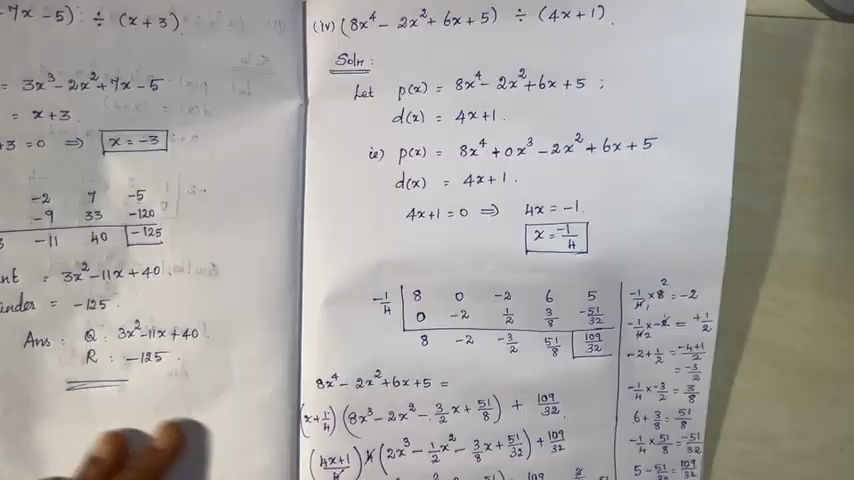 -7x-5) ÷ (x+3).
= 3x³-2x²+7x-5
= x+3.
+3=0 ⇒ x=-3
-2 7 -5
-9 33 -120
3 -11 40 -125
nt = 3x²-11x+40.
inder = -125.
Ans: Q: 3x²-11x+40.
R: -125.
(iv) (8x⁴-2x²+6x+5) ÷ (4x+1).
Soln:
Let p(x) = 8x⁴-2x²+6x+5;
d(x) = 4x+1.
ie) p(x) = 8x⁴+0x³-2x²+6x+5
d(x) = 4x+1.
4x+1=0 ⇒ 4x=-1.
x=-1/4
-1/4 | 8 0 -2 6 5
0 -2 1/2 3/8 -51/32
8 -2 -3/2 51/8 109/32
8x⁴-2x²+6x+5 =
(x+1/4)(8x³-2x²-3/2x+51/8) + 109/32.
(4x+1/4)4(2x³-1/2x²-3/8x+51/32)+109/32
-1/4×8=-2
-1/4×-2=+1/2
-2+1/2=-4+1/2
=-3/2
-1/4×-3/2=3/8
6+3/8=51/8
-1/4×51/8=-51/32
5-51/32=109/32